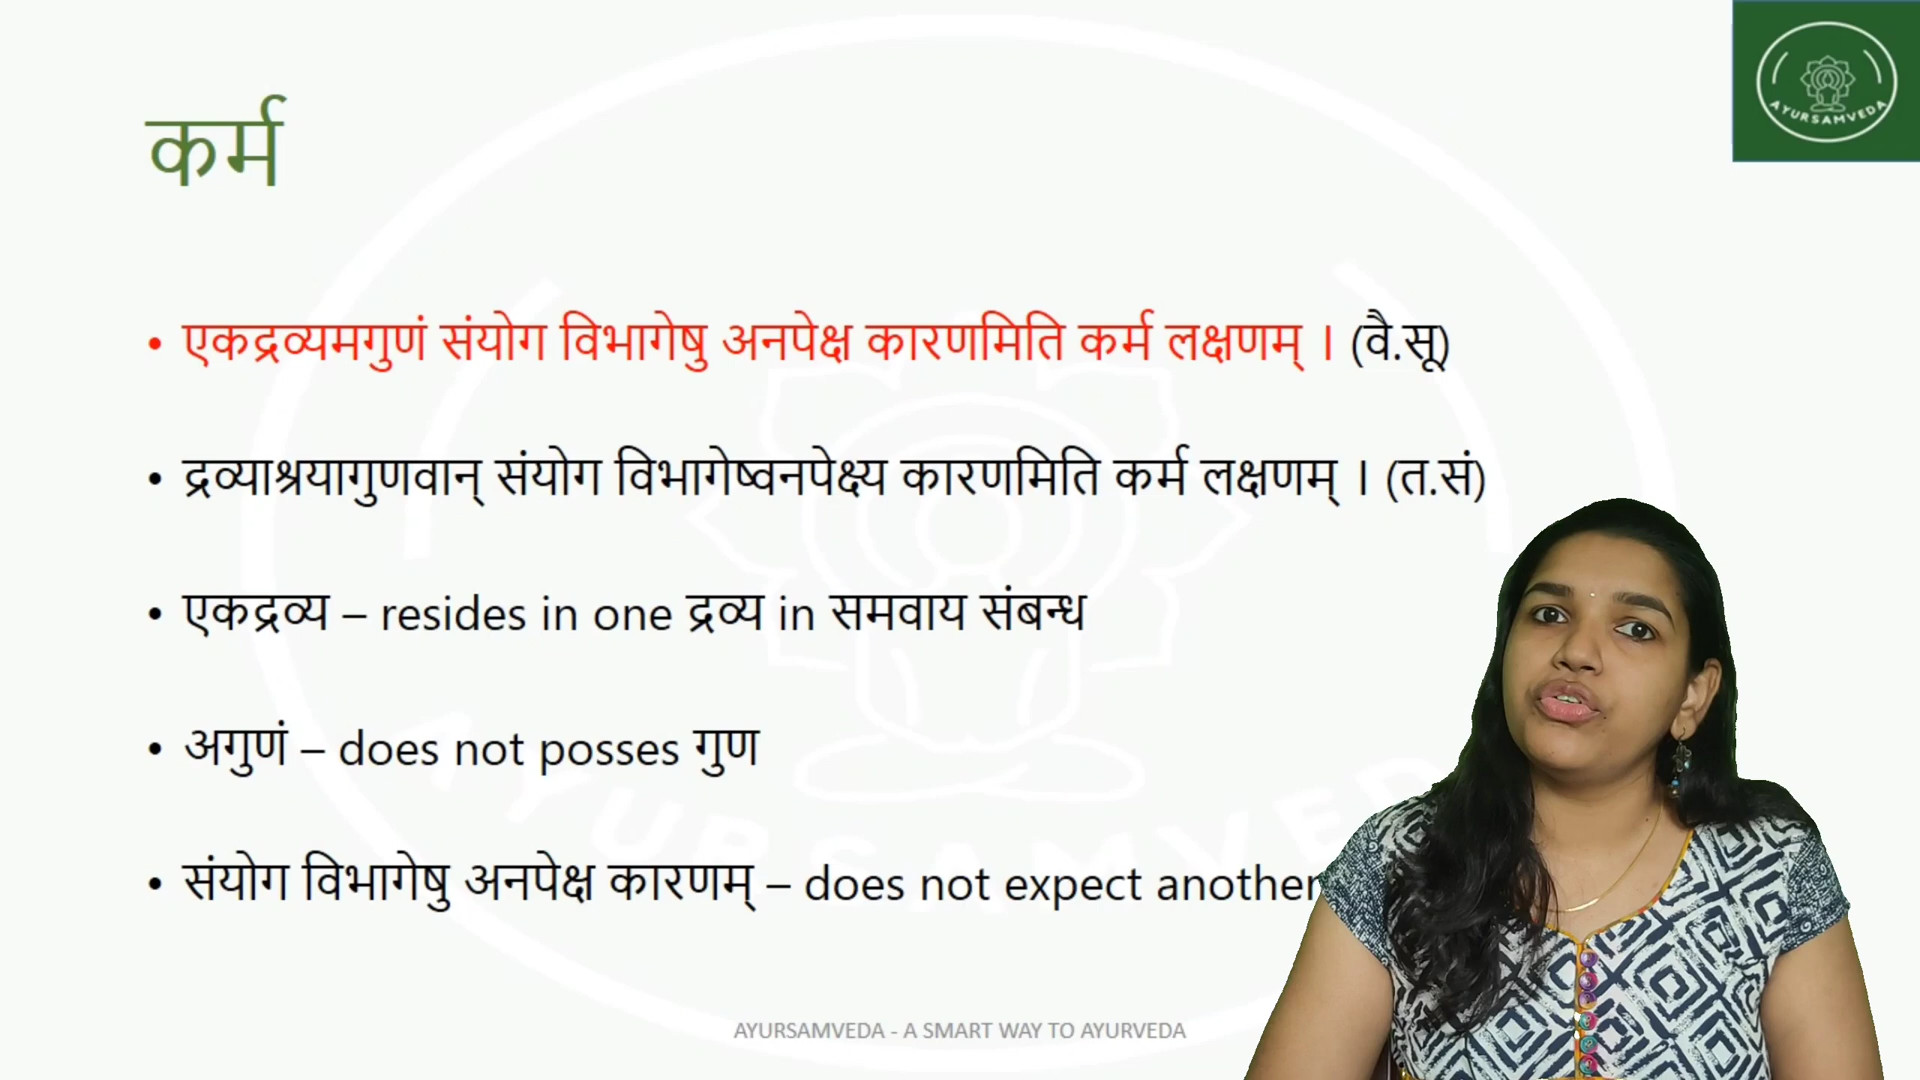 AYURSAMVEDA
कर्म
• एकद्रव्यमगुणं संयोग विभागेषु अनपेक्ष कारणमिति कर्म लक्षणम् । (वै.सू)
• द्रव्याश्रयागुणवान् संयोग विभागेष्वनपेक्ष्य कारणमिति कर्म लक्षणम् । (त.सं)
• एकद्रव्य – resides in one द्रव्य in समवाय संबन्ध
• अगुणं – does not posses गुण
• संयोग विभागेषु अनपेक्ष कारणम् – does not expect another
AYURSAMVEDA - A SMART WAY TO AYURVEDA